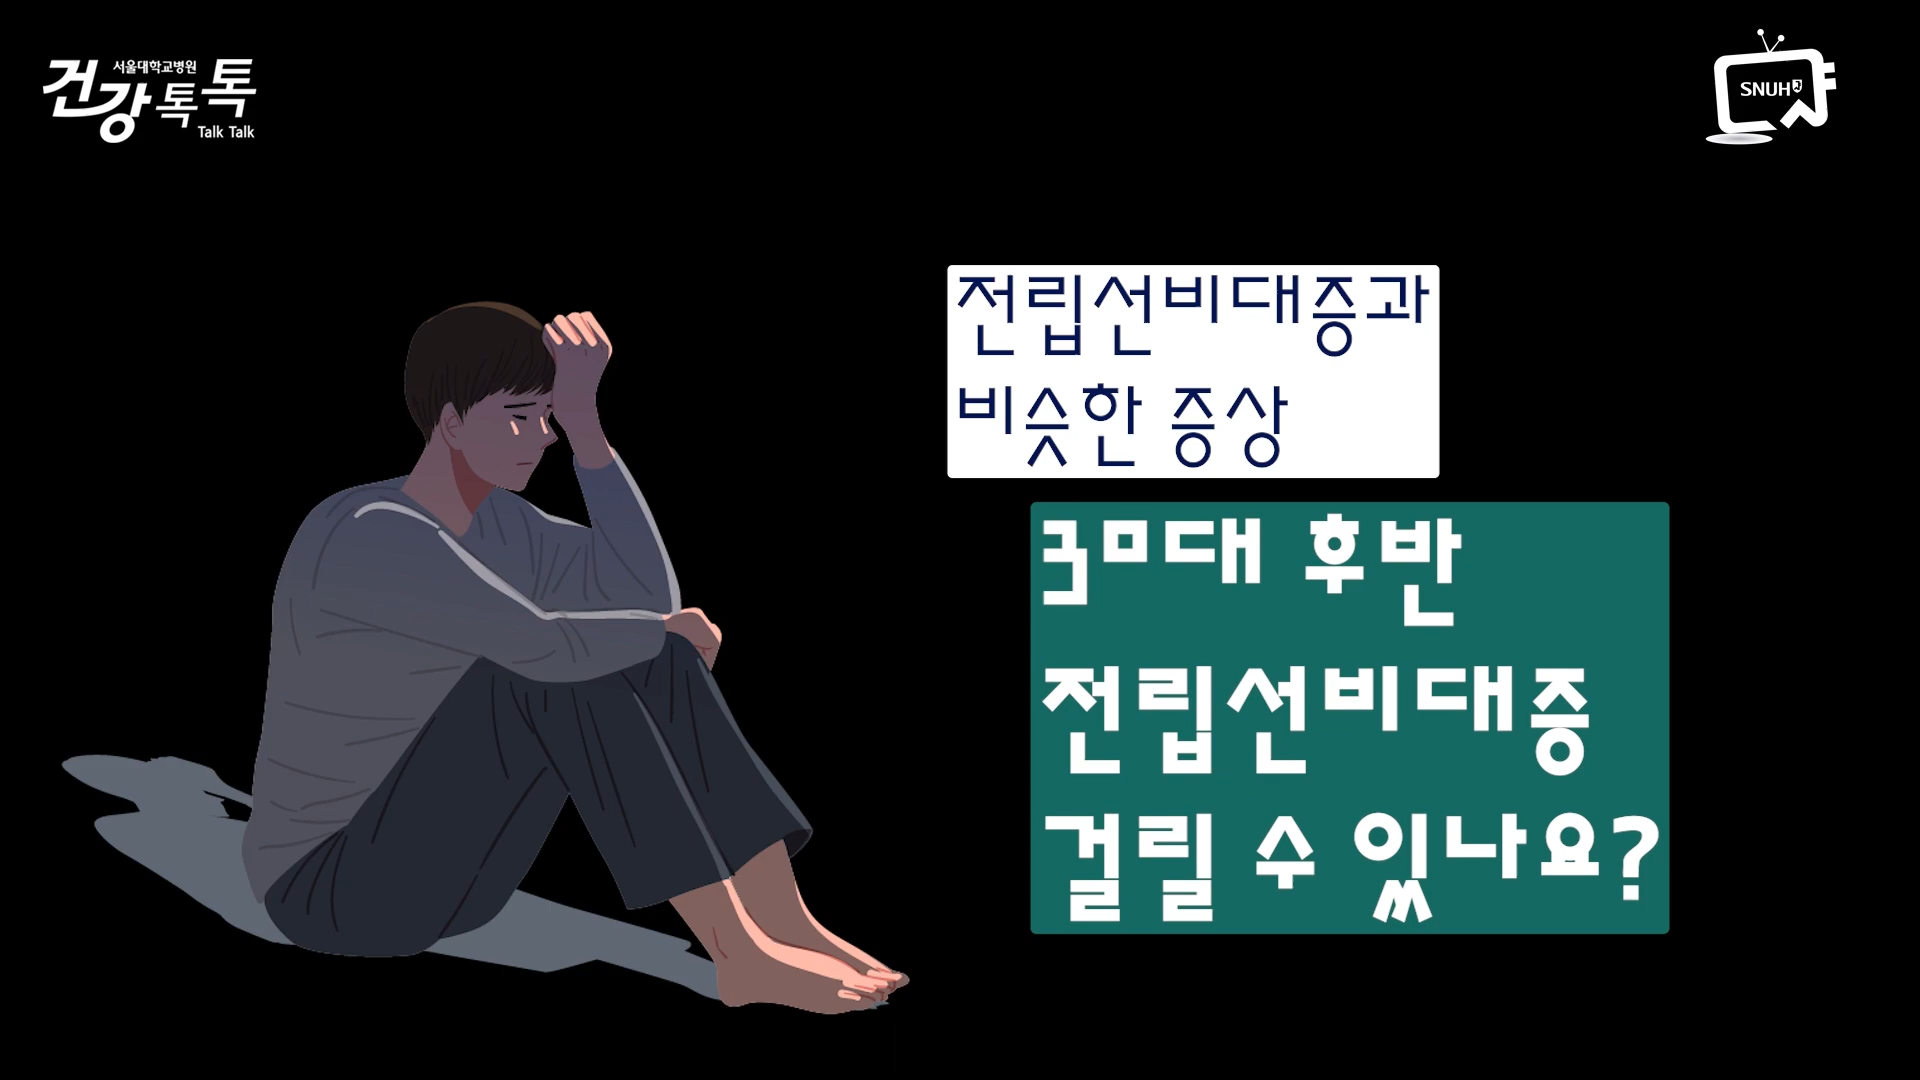 서울대학교병원
건강톡톡
Talk Talk
SNUH
전립선비대증과
비슷한 증상
30대 후반
전립선비대증
걸릴 수 있나요?